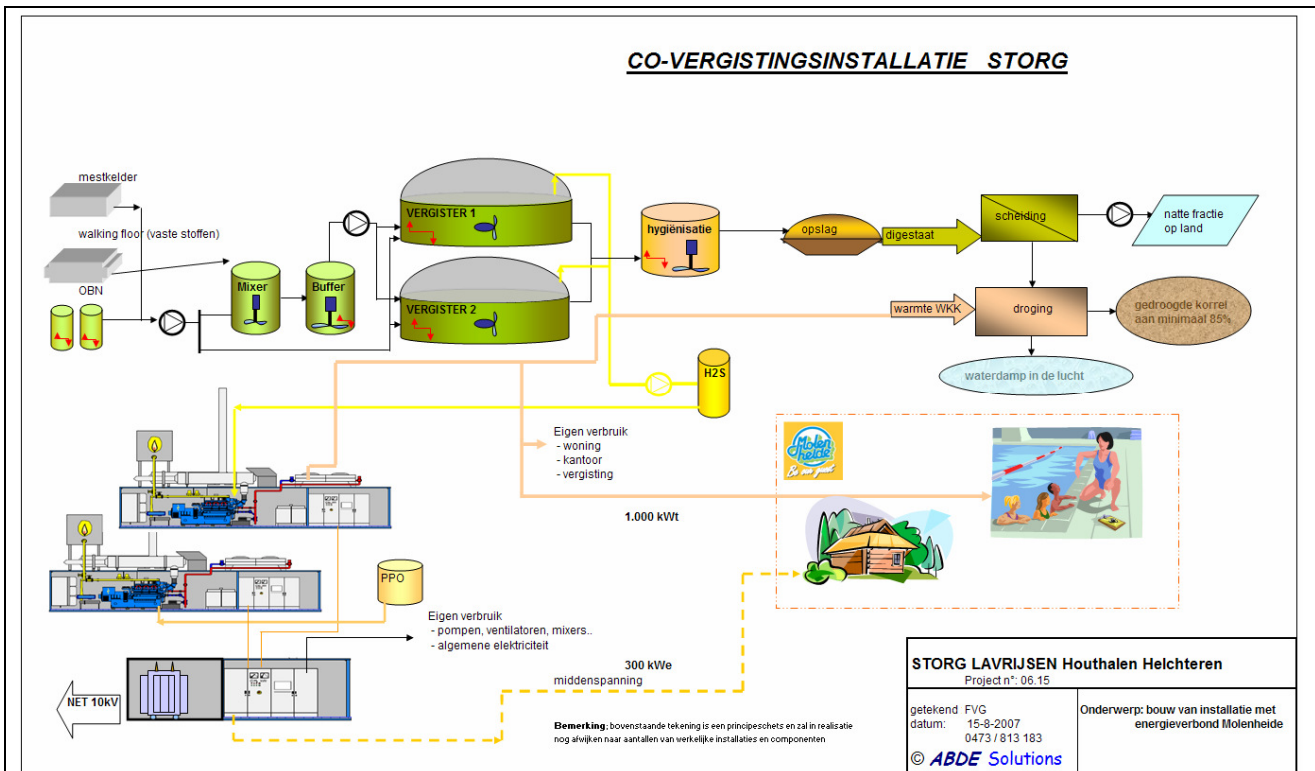 CO-VERGISTINGSINSTALLATIE STORG
mestkelder
walking floor (vaste stoffen)
OBN
Mixer
Buffer
VERGISTER 1
VERGISTER 2
hygiënisatie
opslag
digestaat
scheiding
natte fractie
op land
warmte WKK
droging
gedroogde korrel
aan minimaal 85%
waterdamp in de lucht
H2S
Eigen verbruik
- woning
- kantoor
- vergisting
1.000 kWt
Molen
heide
PPO
Eigen verbruik
- pompen, ventilatoren, mixers..
- algemene elektriciteit
300 kWe
middenspanning
NET 10kV
Bemerking; bovenstaande tekening is een principeschets en zal in realisatie
nog afwijken naar aantallen van werkelijke installaties en componenten
STORG LAVRIJSEN Houthalen Helchteren
Project n°: 06.15
getekend FVG
datum: 15-8-2007
0473 / 813 183
© ABDE Solutions
Onderwerp: bouw van installatie met
energieverbond Molenheide